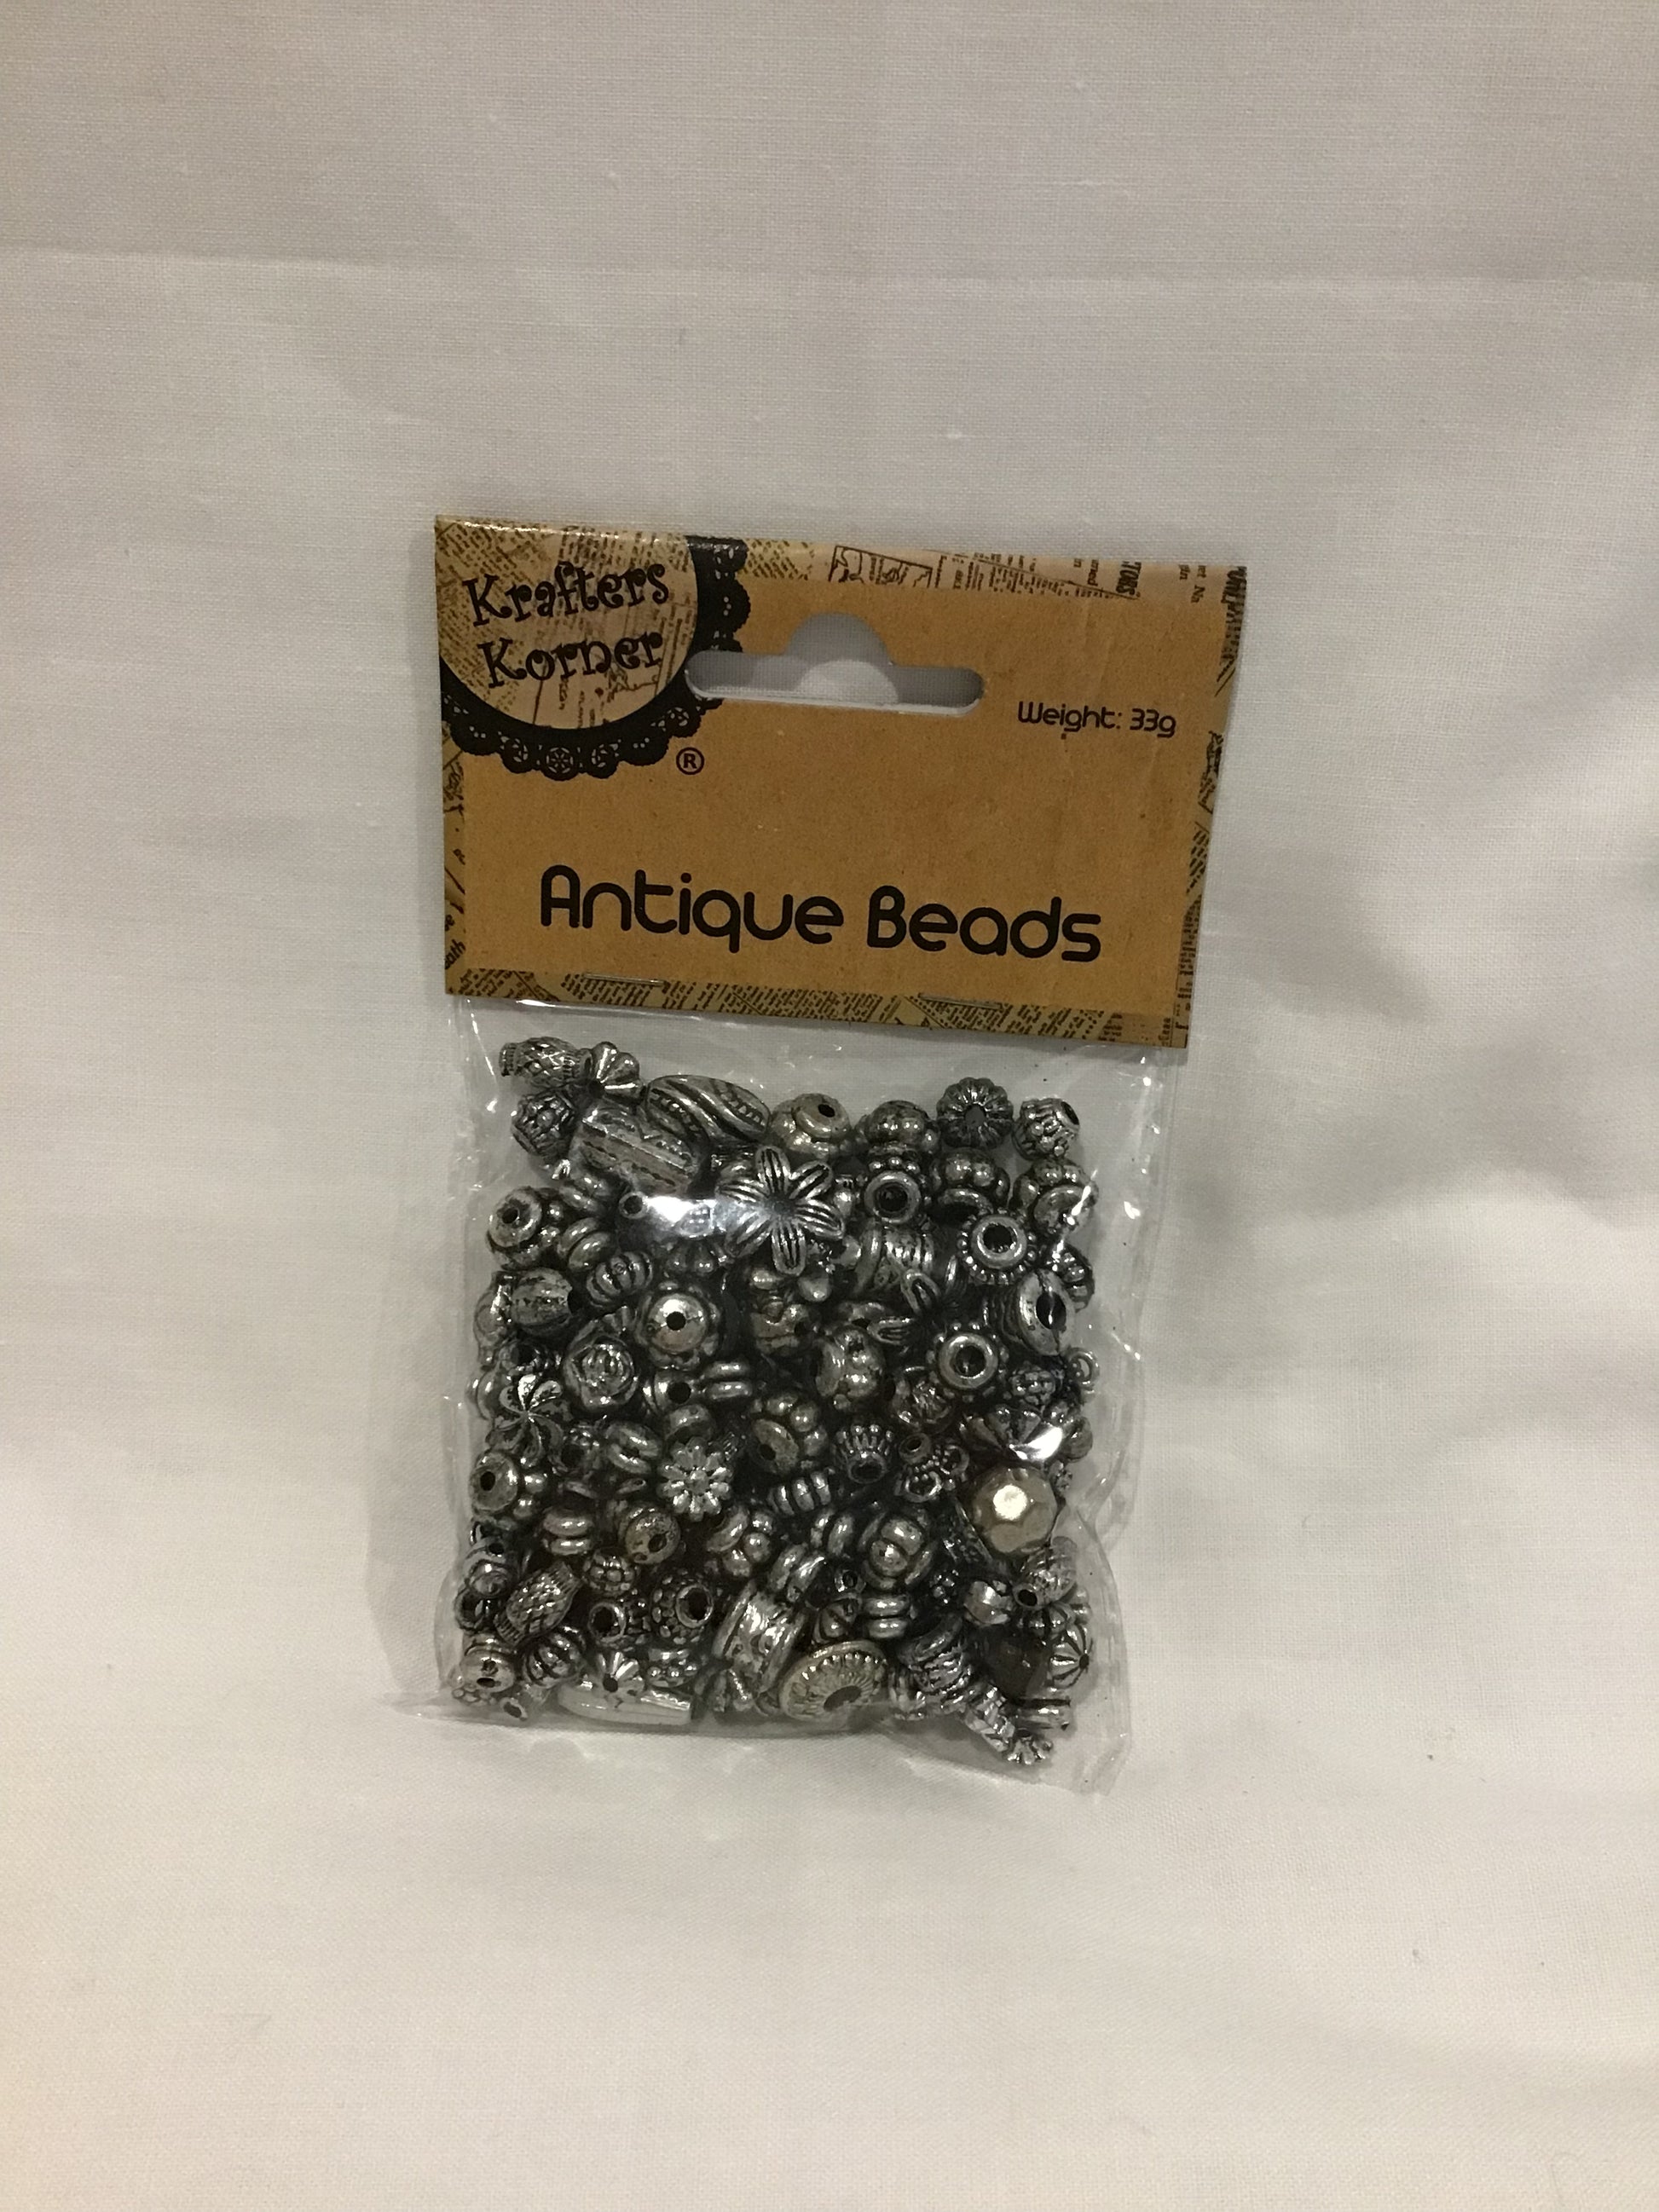 Krafters
Korner
®
Weight: 33g
Antique Beads